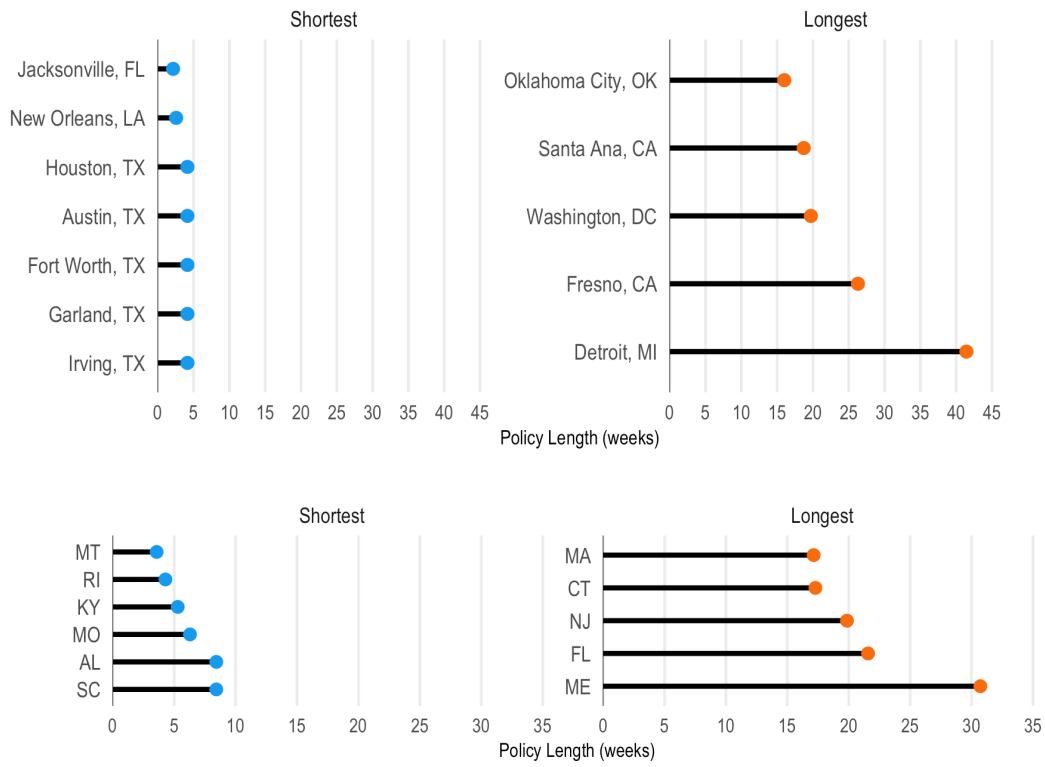 Shortest
Jacksonville, FL
New Orleans, LA
Houston, TX
Austin, TX
Fort Worth, TX
Garland, TX
Irving, TX
0 5 10 15 20 25 30 35 40 45
Longest
Oklahoma City, OK
Santa Ana, CA
Washington, DC
Fresno, CA
Detroit, MI
0 5 10 15 20 25 30 35 40 45
Policy Length (weeks)
Shortest
MT
RI
KY
MO
AL
SC
0 5 10 15 20 25 30 35
Longest
MA
CT
NJ
FL
ME
0 5 10 15 20 25 30 35
Policy Length (weeks)